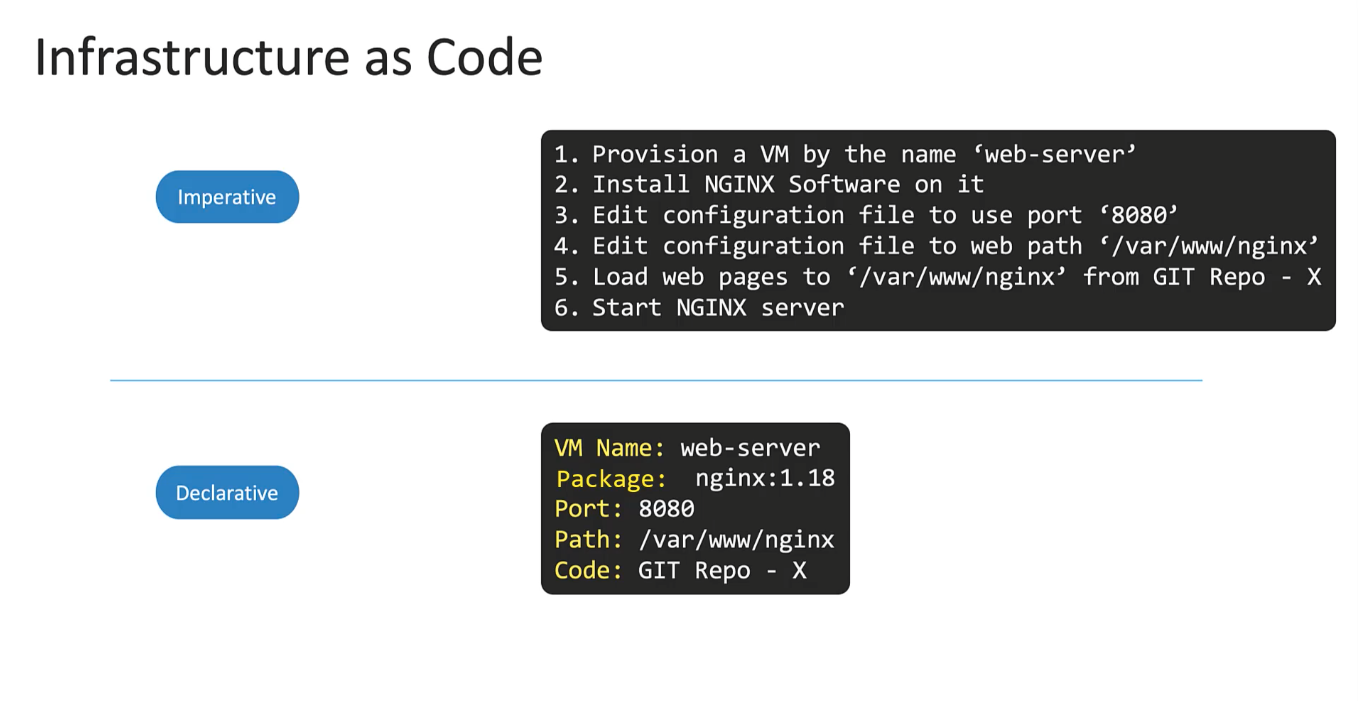 Infrastructure as Code
Imperative
1. Provision a VM by the name ‘web-server’
2. Install NGINX Software on it
3. Edit configuration file to use port ‘8080’
4. Edit configuration file to web path ‘/var/www/nginx’
5. Load web pages to ‘/var/www/nginx’ from GIT Repo - X
6. Start NGINX server
Declarative
VM Name: web-server
Package: nginx:1.18
Port: 8080
Path: /var/www/nginx
Code: GIT Repo - X